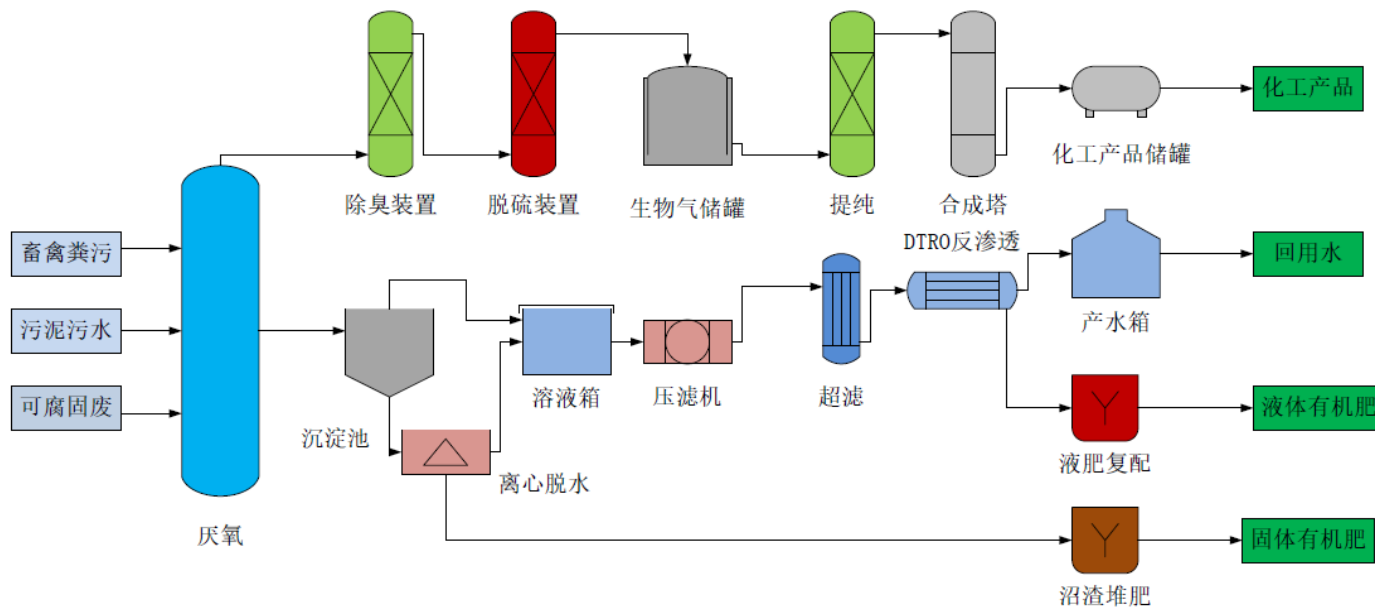 化工产品
化工产品储罐
除臭装置
脱硫装置
生物气储罐
提纯
合成塔
DTRO反渗透
畜禽粪污
回用水
污泥污水
产水箱
可腐固废
溶液箱
压滤机
超滤
液体有机肥
沉淀池
液肥复配
离心脱水
厌氧
固体有机肥
沼渣堆肥